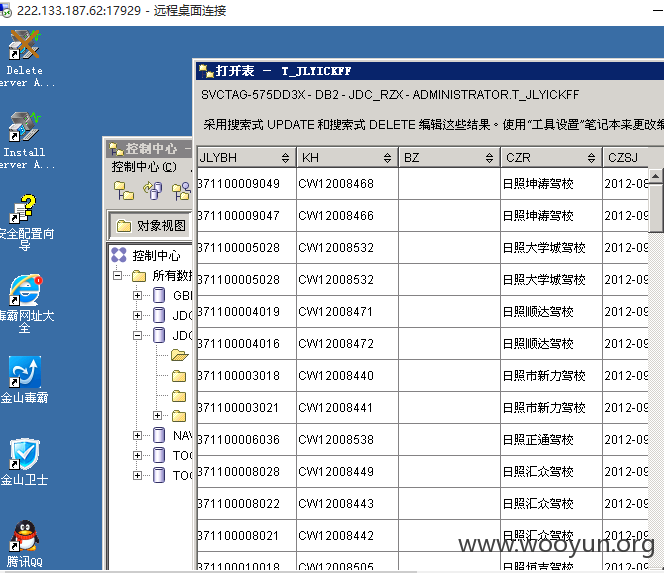 222.133.187.62:17929 - 远程桌面连接
Delete
erver A...
Install
erver A...
安全配置向
导
毒霸网址大
全
金山毒霸
金山卫士
腾讯QQ
控制中心 -
控制中心(C)
对象视图
控制中心
所有数据
GBI
JDC
JDC
NAV
TOO
TOO
打开表 - T_JLYICKFF
SVCTAG-575DD3X - DB2 - JDC_RZX - ADMINISTRATOR.T_JLYICKFF
采用搜索式 UPDATE 和搜索式 DELETE 编辑这些结果。使用“工具设置”笔记本来更改编
JLYBH KH BZ CZR CZSJ
371100009049 CW12008468 日照坤涛驾校 2012-08
371100009047 CW12008466 日照坤涛驾校 2012-09
371100005028 CW12008532 日照大学城驾校 2012-09
371100005028 CW12008532 日照大学城驾校 2012-09
371100004019 CW12008471 日照顺达驾校 2012-09
371100004016 CW12008472 日照顺达驾校 2012-09
371100003018 CW12008440 日照市新力驾校 2012-09
371100003021 CW12008441 日照市新力驾校 2012-09
371100006036 CW12008538 日照正通驾校 2012-09
371100008028 CW12008449 日照汇众驾校 2012-09
371100008022 CW12008443 日照汇众驾校 2012-09
371100008021 CW12008442 日照汇众驾校 2012-09
371100010018 CW12008505 日照恒吉驾校 2012-09
www.wooyun.org